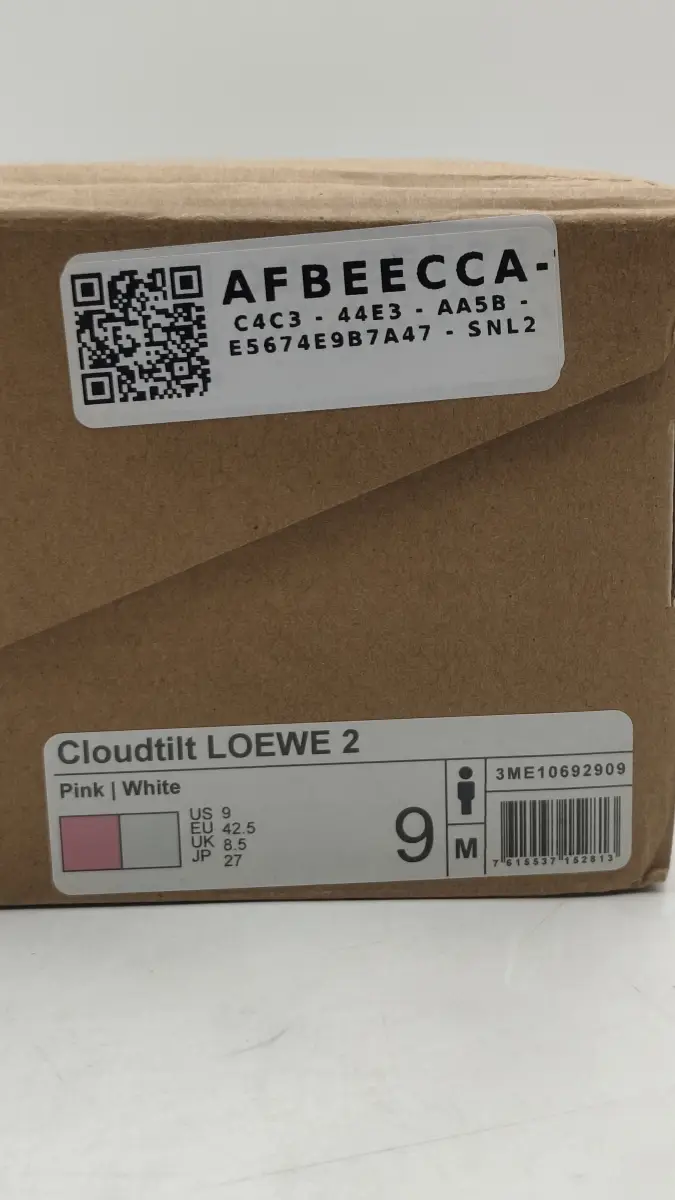 AFBEECCA-
C4C3 - 44E3 - AA5B -
E5674E9B7A47 - SNL2
Cloudtilt LOEWE 2
Pink | White
US 9
EU 42.5
UK 8.5
JP 27
9
M
3ME10692909
7 615537 152813